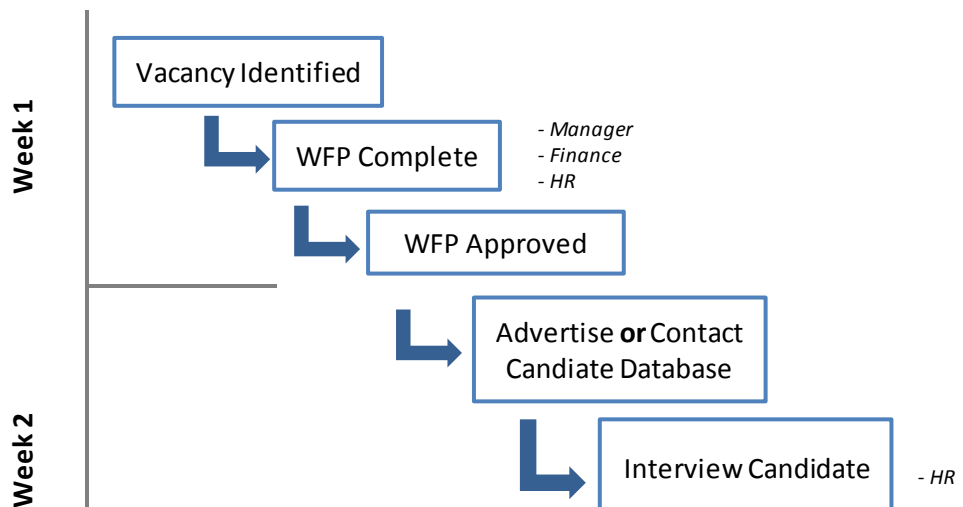 Week 1
Vacancy Identified
WFP Complete
- Manager
- Finance
- HR
WFP Approved
Week 2
Advertise or Contact
Candiate Database
Interview Candidate
- HR